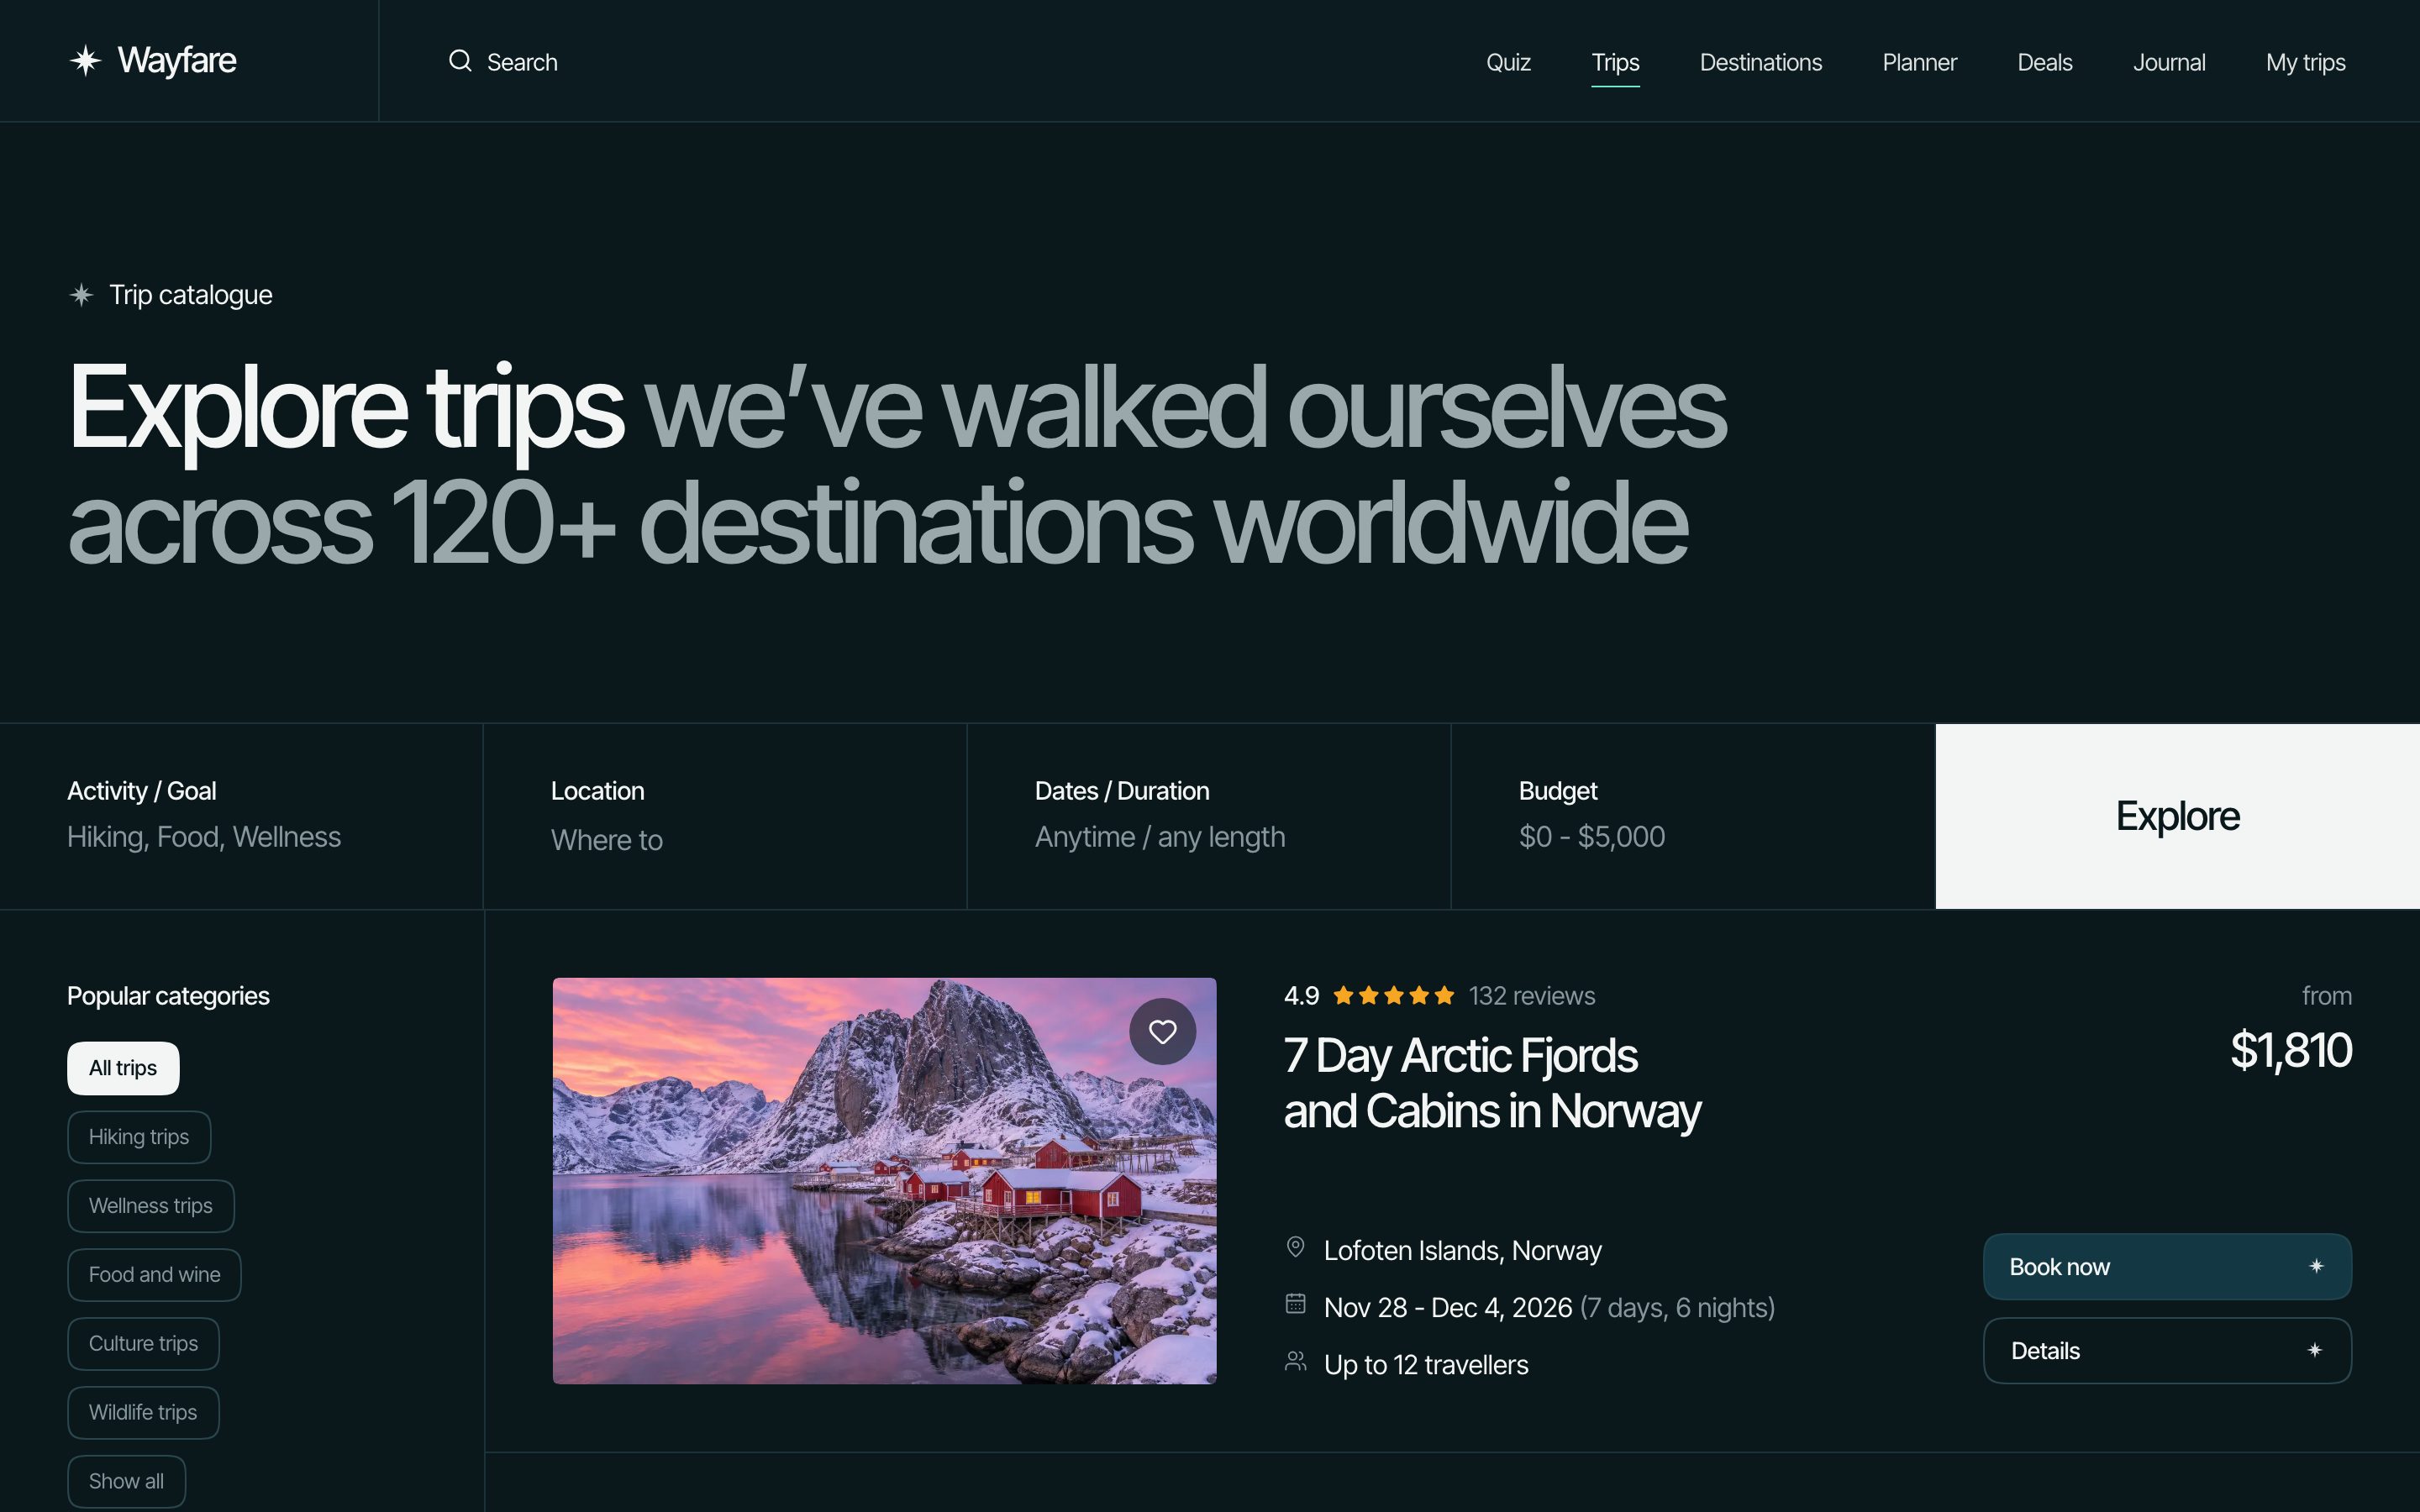 Wayfare
Search
Quiz
Trips
Destinations
Planner
Deals
Journal
My trips
Trip catalogue
Explore trips we’ve walked ourselves
across 120+ destinations worldwide
Activity / Goal
Hiking, Food, Wellness
Location
Where to
Dates / Duration
Anytime / any length
Budget
$0 - $5,000
Explore
Popular categories
All trips
Hiking trips
Wellness trips
Food and wine
Culture trips
Wildlife trips
Show all
4.9
132 reviews
7 Day Arctic Fjords
and Cabins in Norway
from
$1,810
Lofoten Islands, Norway
Nov 28 - Dec 4, 2026 (7 days, 6 nights)
Up to 12 travellers
Book now
Details